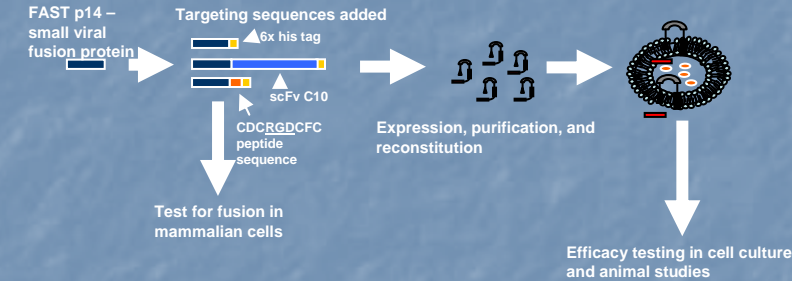 FAST p14 –
small viral
fusion protein
Targeting sequences added
6x his tag
scFv C10
CDCRGDCFC
peptide
sequence
Test for fusion in
mammalian cells
Expression, purification, and
reconstitution
Efficacy testing in cell culture
and animal studies